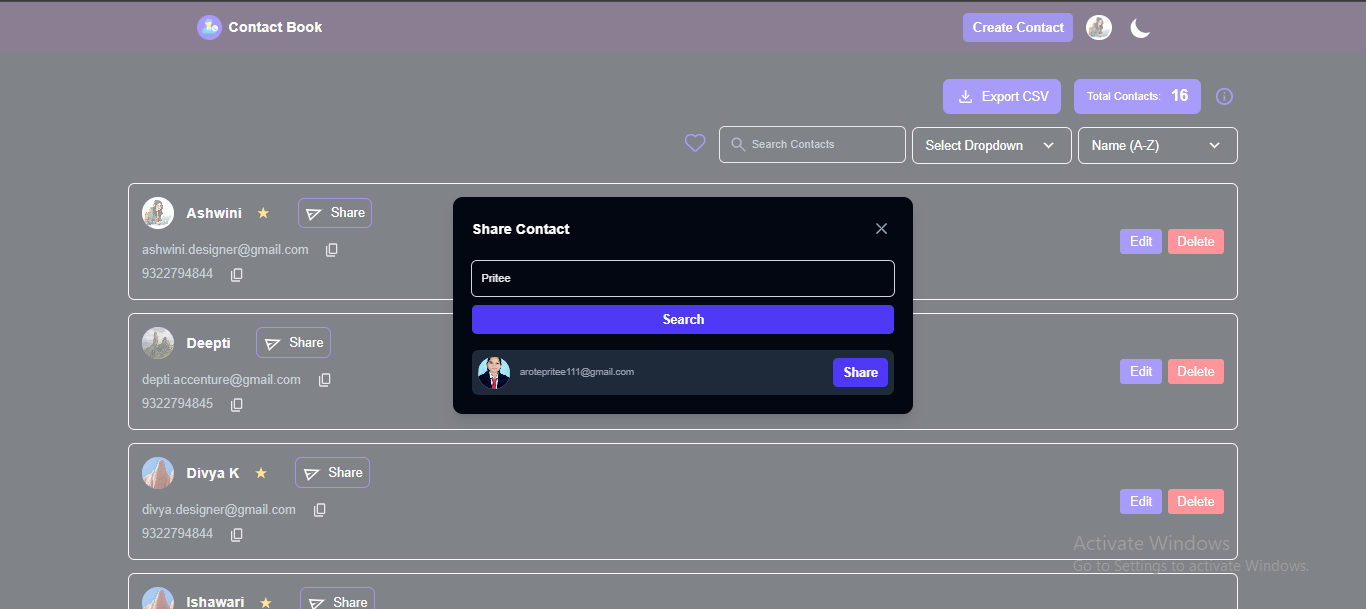 Contact Book
Create Contact
Export CSV
Total Contacts: 16
Search Contacts
Select Dropdown
Name (A-Z)
Ashwini
Share
ashwini.designer@gmail.com
9322794844
Edit
Delete
Share Contact
Pritee
Search
arotepritee111@gmail.com
Share
Deepti
Share
depti.accenture@gmail.com
9322794845
Edit
Delete
Divya K
Share
divya.designer@gmail.com
9322794844
Edit
Delete
Activate Windows
Go to Settings to activate Windows.
Ishawari
Share